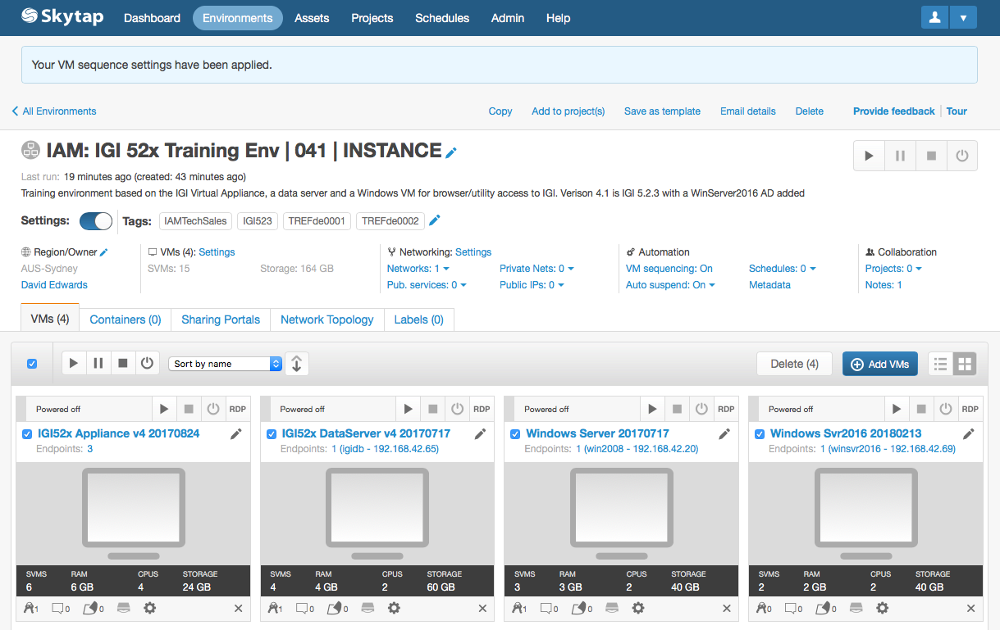 Skytap Dashboard Environments Assets Projects Schedules Admin Help
Your VM sequence settings have been applied.
All Environments Copy Add to project(s) Save as template Email details Delete Provide feedback Tour
IAM: IGI 52x Training Env | 041 | INSTANCE
Last run: 19 minutes ago (created: 43 minutes ago)
Training environment based on the IGI Virtual Appliance, a data server and a Windows VM for browser/utility access to IGI. Verison 4.1 is IGI 5.2.3 with a WinServer2016 AD added
Settings: Tags: IAMTechSales IGI523 TREFde0001 TREFde0002
Region/Owner VMs (4): Settings Networking: Settings Automation Collaboration
AUS-Sydney SVMs: 15 Storage: 164 GB Networks: 1 Private Nets: 0 VM sequencing: On Schedules: 0 Projects: 0
David Edwards Pub. services: 0 Public IPs: 0 Auto suspend: On Metadata Notes: 1
VMs (4) Containers (0) Sharing Portals Network Topology Labels (0)
Sort by name Delete (4) Add VMs
Powered off RDP Powered off RDP Powered off RDP Powered off RDP
IGI52x Appliance v4 20170824 IGI52x DataServer v4 20170717 Windows Server 20170717 Windows Svr2016 20180213
Endpoints: 3 Endpoints: 1 (igidb - 192.168.42.65) Endpoints: 1 (win2008 - 192.168.42.20) Endpoints: 1 (winsvr2016 - 192.168.42.69)
SVMS RAM CPUS STORAGE SVMS RAM CPUS STORAGE SVMS RAM CPUS STORAGE SVMS RAM CPUS STORAGE
6 6 GB 4 24 GB 4 4 GB 2 60 GB 3 3 GB 2 40 GB 2 2 GB 2 40 GB
1 0 0 1 0 0 1 0 0 0 0 0